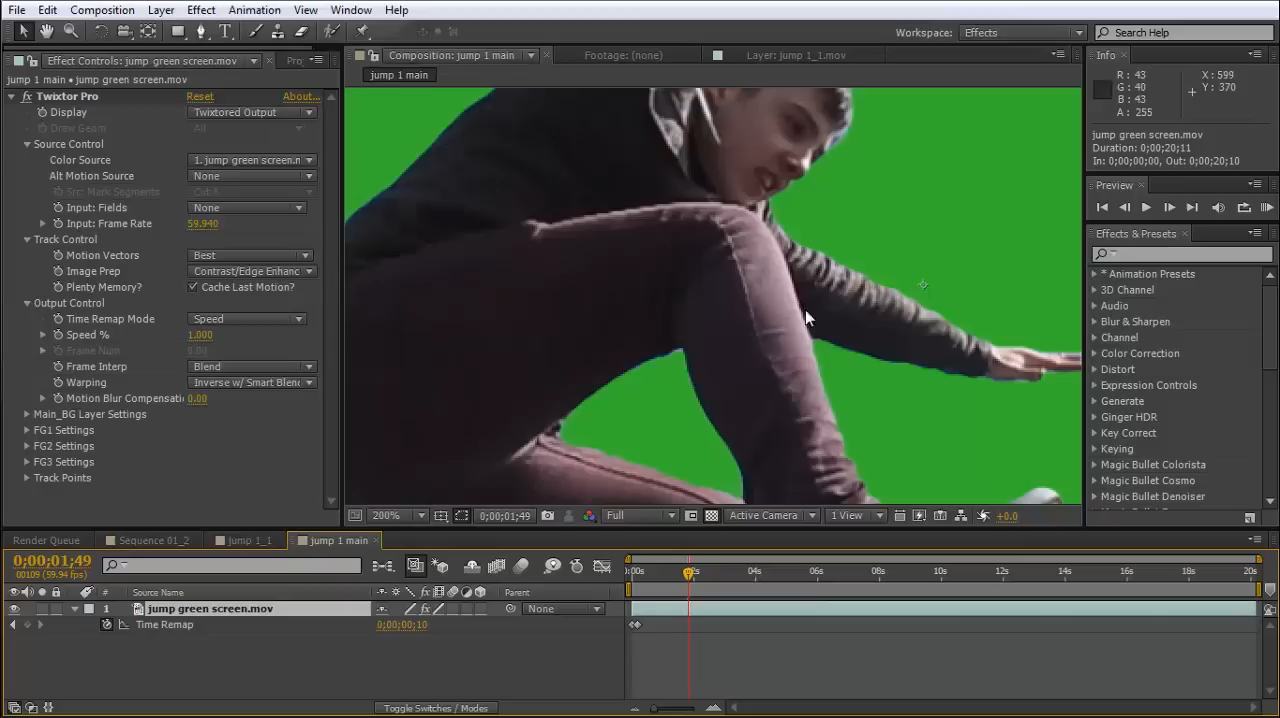 File Edit Composition Layer Effect Animation View Window Help
Workspace: Effects Search Help
Effect Controls: jump green screen.mov Pro
jump 1 main • jump green screen.mov
Twixtor Pro Reset About...
Display Twixtored Output
Draw Geom All
Source Control
Color Source 1. jump green screen.n
Alt Motion Source None
Src: Mark Segments Cut A
Input: Fields None
Input: Frame Rate 59.940
Track Control
Motion Vectors Best
Image Prep Contrast/Edge Enhanc
Plenty Memory? Cache Last Motion?
Output Control
Time Remap Mode Speed
Speed % 1.000
Frame Num 0.00
Frame Interp Blend
Warping Inverse w/ Smart Blend
Motion Blur Compensati 0.00
Main_BG Layer Settings
FG1 Settings
FG2 Settings
FG3 Settings
Track Points
Composition: jump 1 main Footage: (none) Layer: jump 1_1.mov
jump 1 main
200% 0;00;01;49 Full Active Camera 1 View +0.0
Info
R: 43 X: 599
G: 40 Y: 370
B: 43
A: 255
jump green screen.mov
Duration: 0;00;20;11
In: 0;00;00;00, Out: 0;00;20;10
Preview
Effects & Presets
* Animation Presets
3D Channel
Audio
Blur & Sharpen
Channel
Color Correction
Distort
Expression Controls
Generate
Ginger HDR
Key Correct
Keying
Magic Bullet Colorista
Magic Bullet Cosmo
Magic Bullet Denoiser
Render Queue Sequence 01_2 jump 1_1 jump 1 main
0;00;01;49
00109 (59.94 fps)
# Source Name Parent
1 jump green screen.mov None
Time Remap 0;00;00;10
:00s 2s 04s 06s 08s 10s 12s 14s 16s 18s 20s
Toggle Switches / Modes